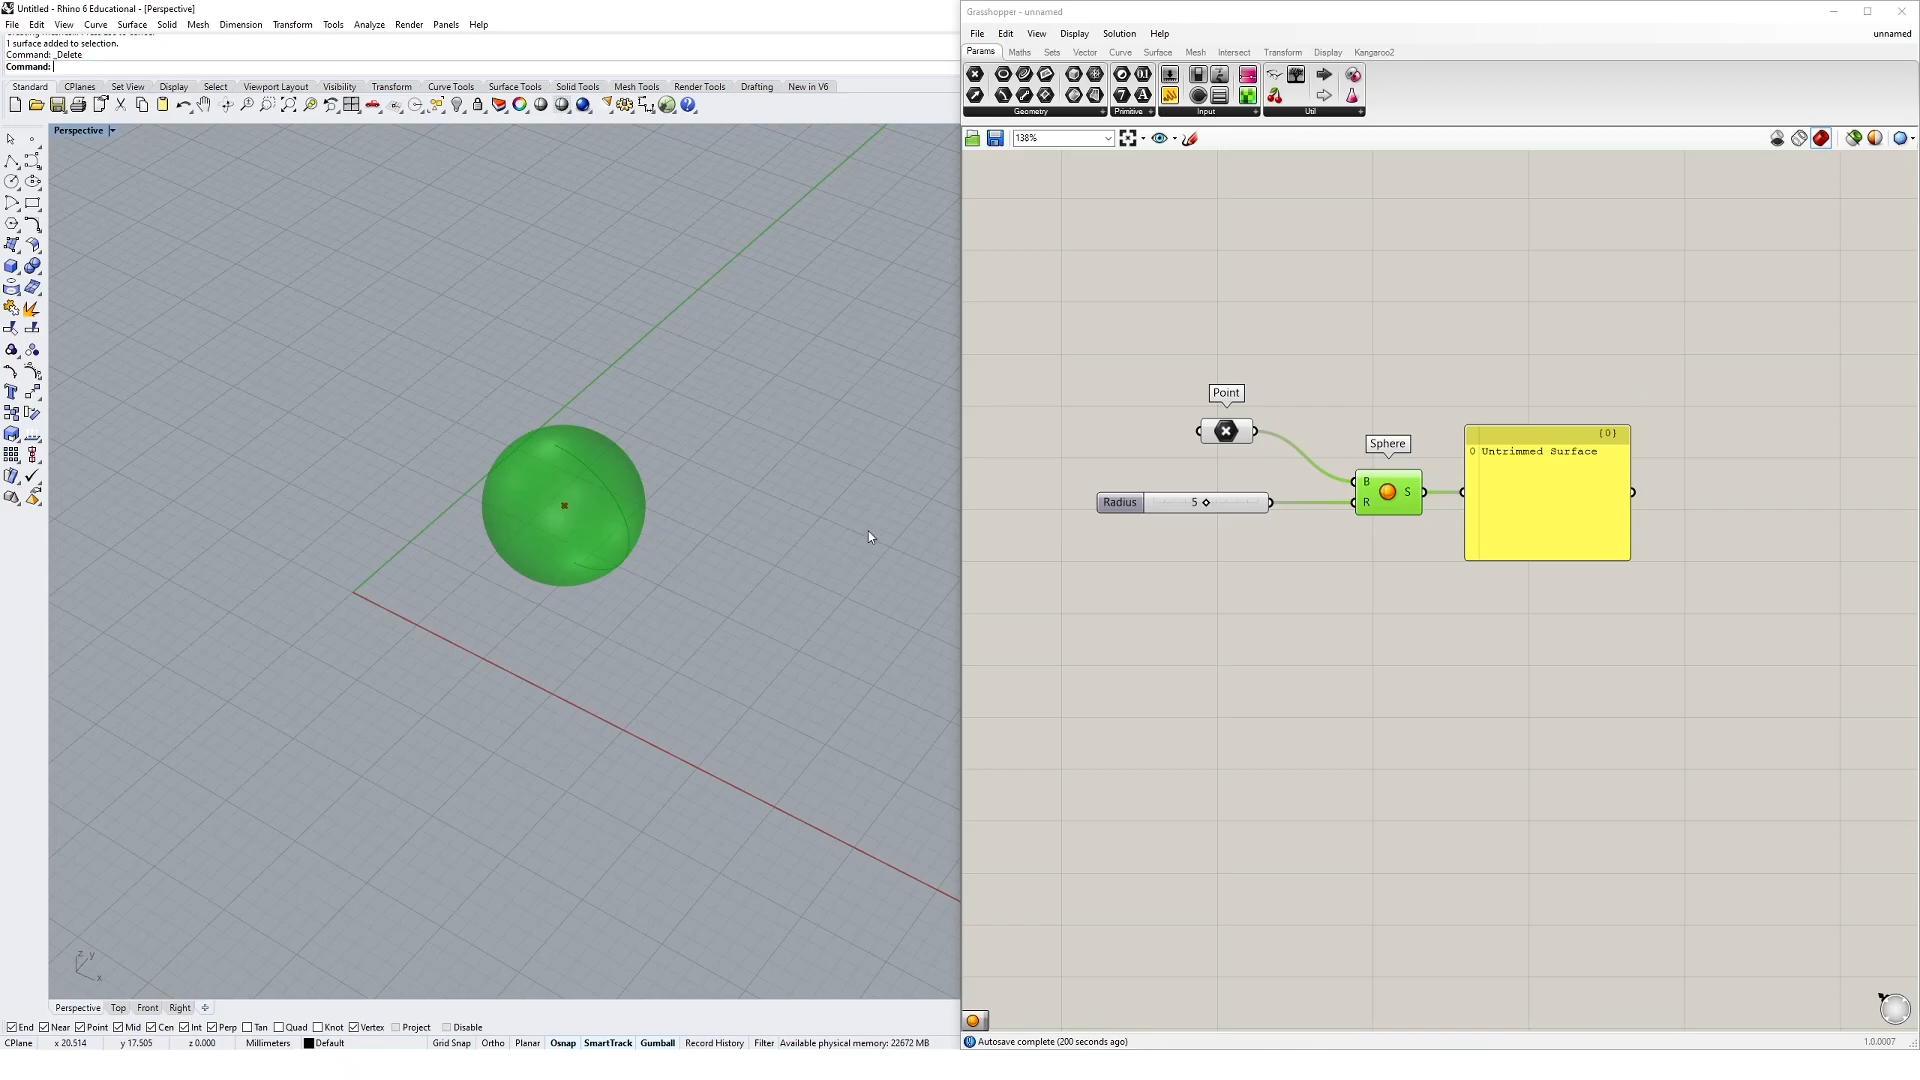 Untitled - Rhino 6 Educational - [Perspective]
File Edit View Curve Surface Solid Mesh Dimension Transform Tools Analyze Render Panels Help
1 surface added to selection.
Command: _Delete
Command:
Standard CPlanes Set View Display Select Viewport Layout Visibility Transform Curve Tools Surface Tools Solid Tools Mesh Tools Render Tools Drafting New in V6
Perspective
z y
x
Perspective Top Front Right
End Near Point Mid Cen Int Perp Tan Quad Knot Vertex Project Disable
CPlane x 20.514 y 17.505 z 0.000 Millimeters Default Grid Snap Ortho Planar Osnap SmartTrack Gumball Record History Filter Available physical memory: 22672 MB
Grasshopper - unnamed
File Edit View Display Solution Help unnamed
Params Maths Sets Vector Curve Surface Mesh Intersect Transform Display Kangaroo2
Geometry Primitive Input Util
138%
Point
Sphere
Radius 5
B
R
S
{0}
0 Untrimmed Surface
Autosave complete (200 seconds ago) 1.0.0007